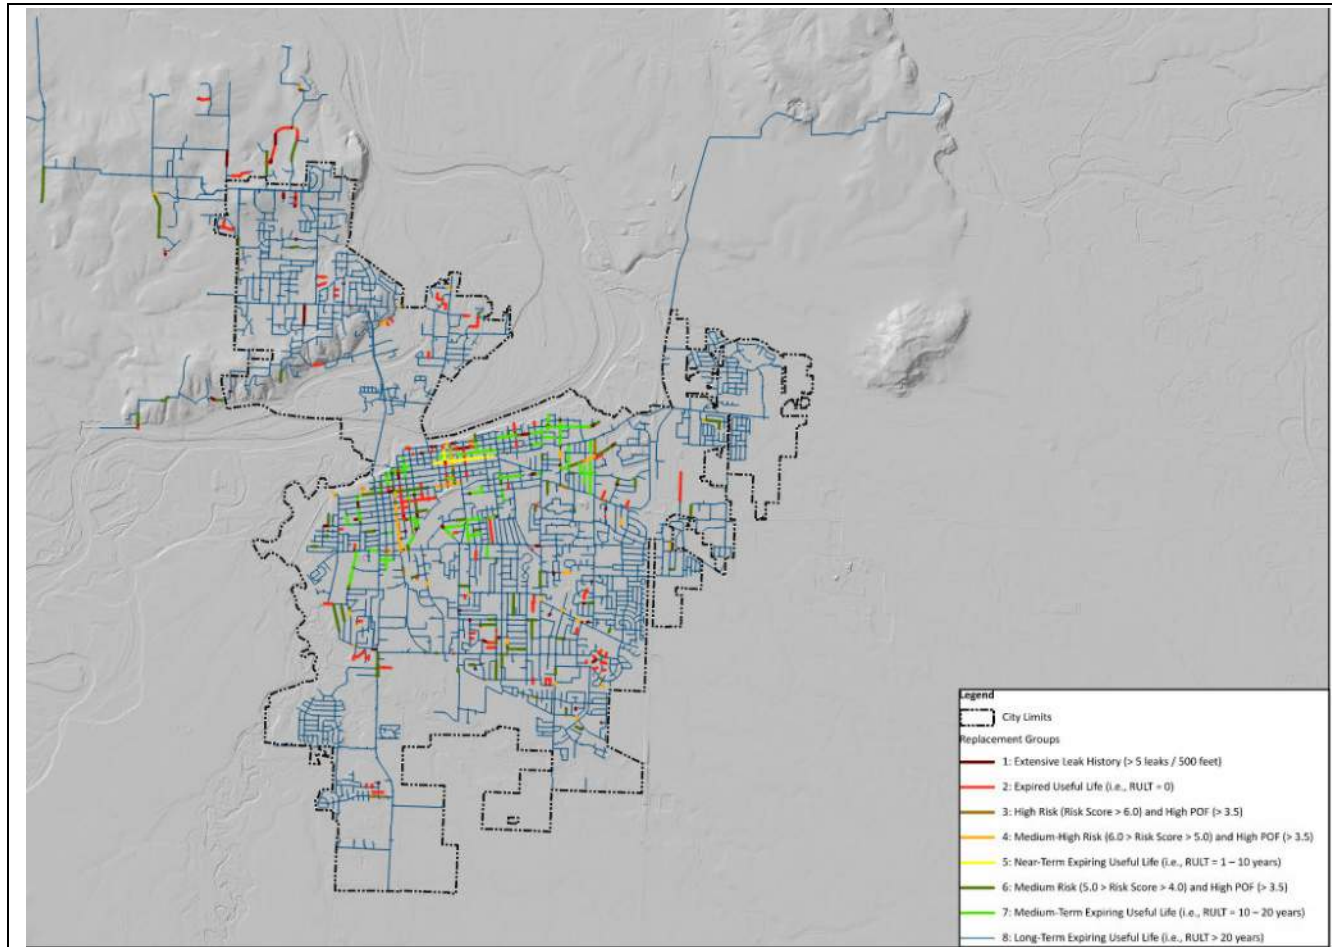 Legend
City Limits
Replacement Groups
1: Extensive Leak History (> 5 leaks / 500 feet)
2: Expired Useful Life (i.e., RULT = 0)
3: High Risk (Risk Score > 6.0) and High POF (> 3.5)
4: Medium-High Risk (6.0 > Risk Score > 5.0) and High POF (> 3.5)
5: Near-Term Expiring Useful Life (i.e., RULT = 1 – 10 years)
6: Medium Risk (5.0 > Risk Score > 4.0) and High POF (> 3.5)
7: Medium-Term Expiring Useful Life (i.e., RULT = 10 – 20 years)
8: Long-Term Expiring Useful Life (i.e., RULT > 20 years)